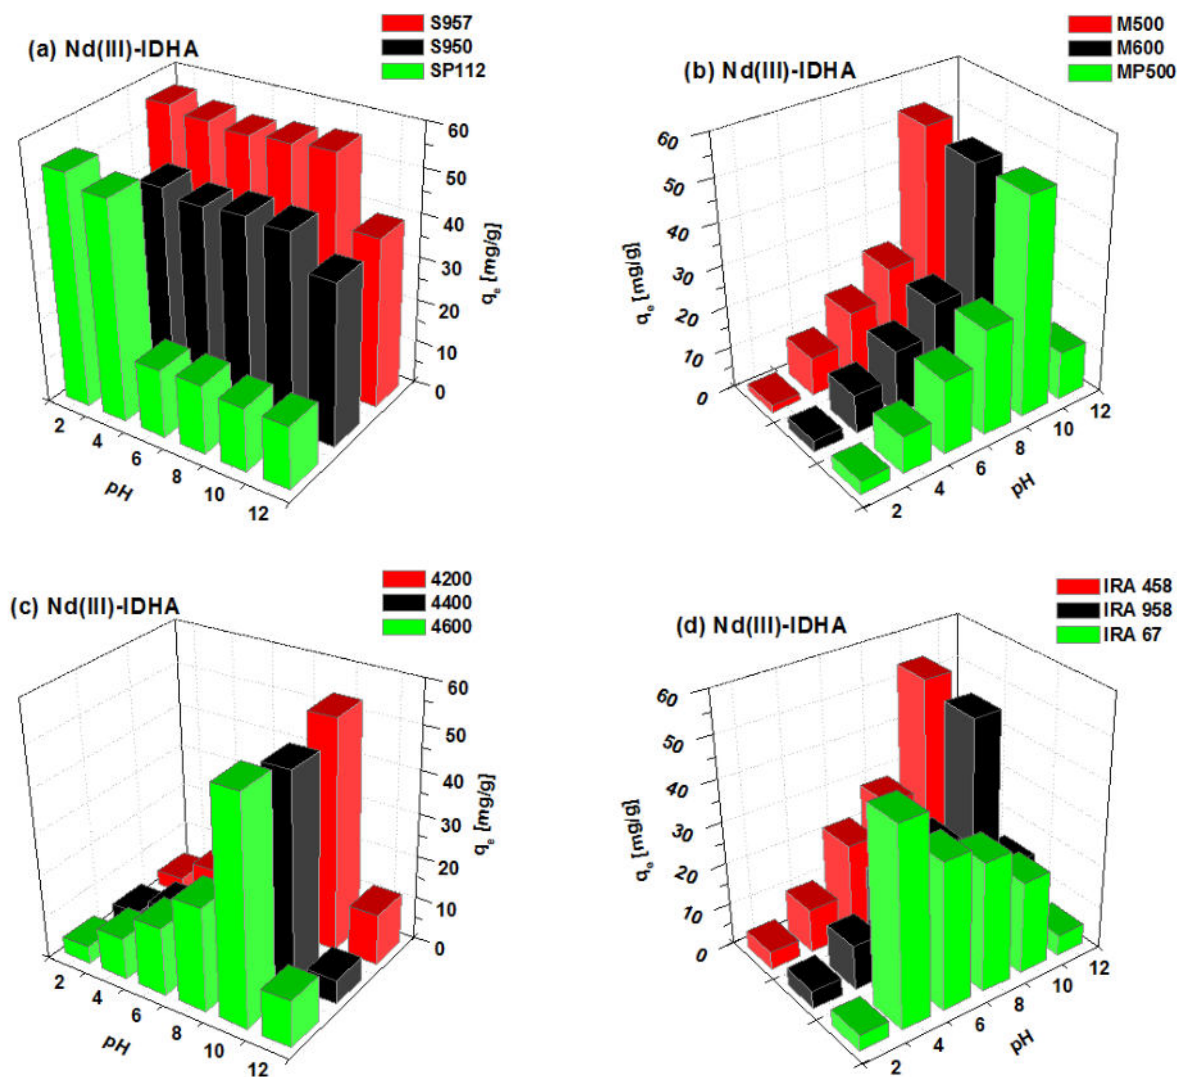 (a) Nd(III)-IDHA
S957
S950
SP112
60
50
40
30
20
10
0
qe [mg/g]
2
4
6
8
10
12
pH
(b) Nd(III)-IDHA
M500
M600
MP500
60
50
40
30
20
10
0
qe [mg/g]
2
4
6
8
10
12
pH
(c) Nd(III)-IDHA
4200
4400
4600
60
50
40
30
20
10
0
qe [mg/g]
2
4
6
8
10
12
pH
(d) Nd(III)-IDHA
IRA 458
IRA 958
IRA 67
60
50
40
30
20
10
0
qe [mg/g]
2
4
6
8
10
12
pH